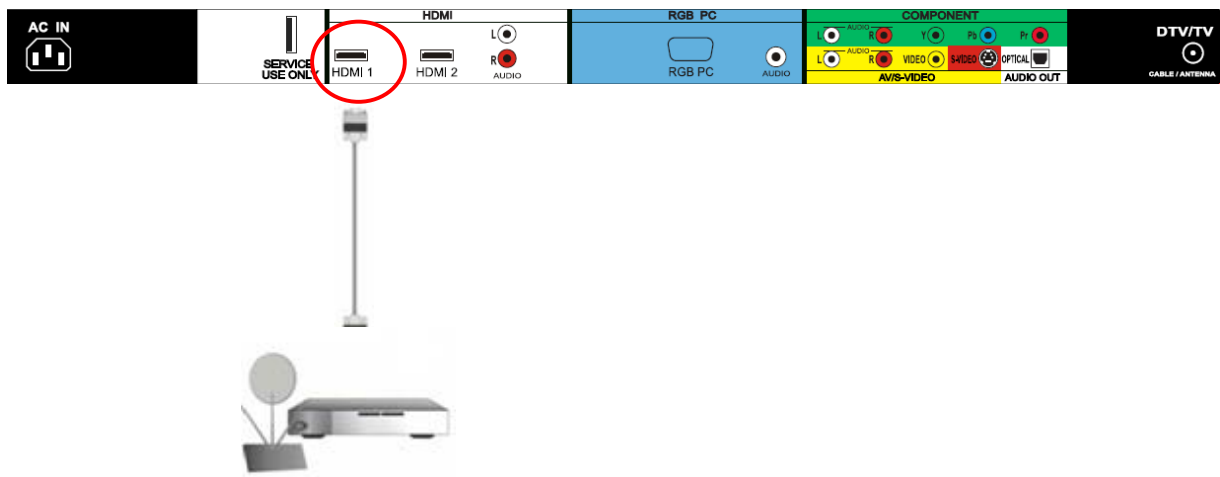 AC IN
SERVICE
USE ONLY
HDMI
HDMI 1
HDMI 2
L
R
AUDIO
RGB PC
RGB PC
AUDIO
COMPONENT
L AUDIO R Y Pb Pr
L AUDIO R VIDEO S-VIDEO OPTICAL
AV/S-VIDEO
AUDIO OUT
DTV/TV
CABLE / ANTENNA